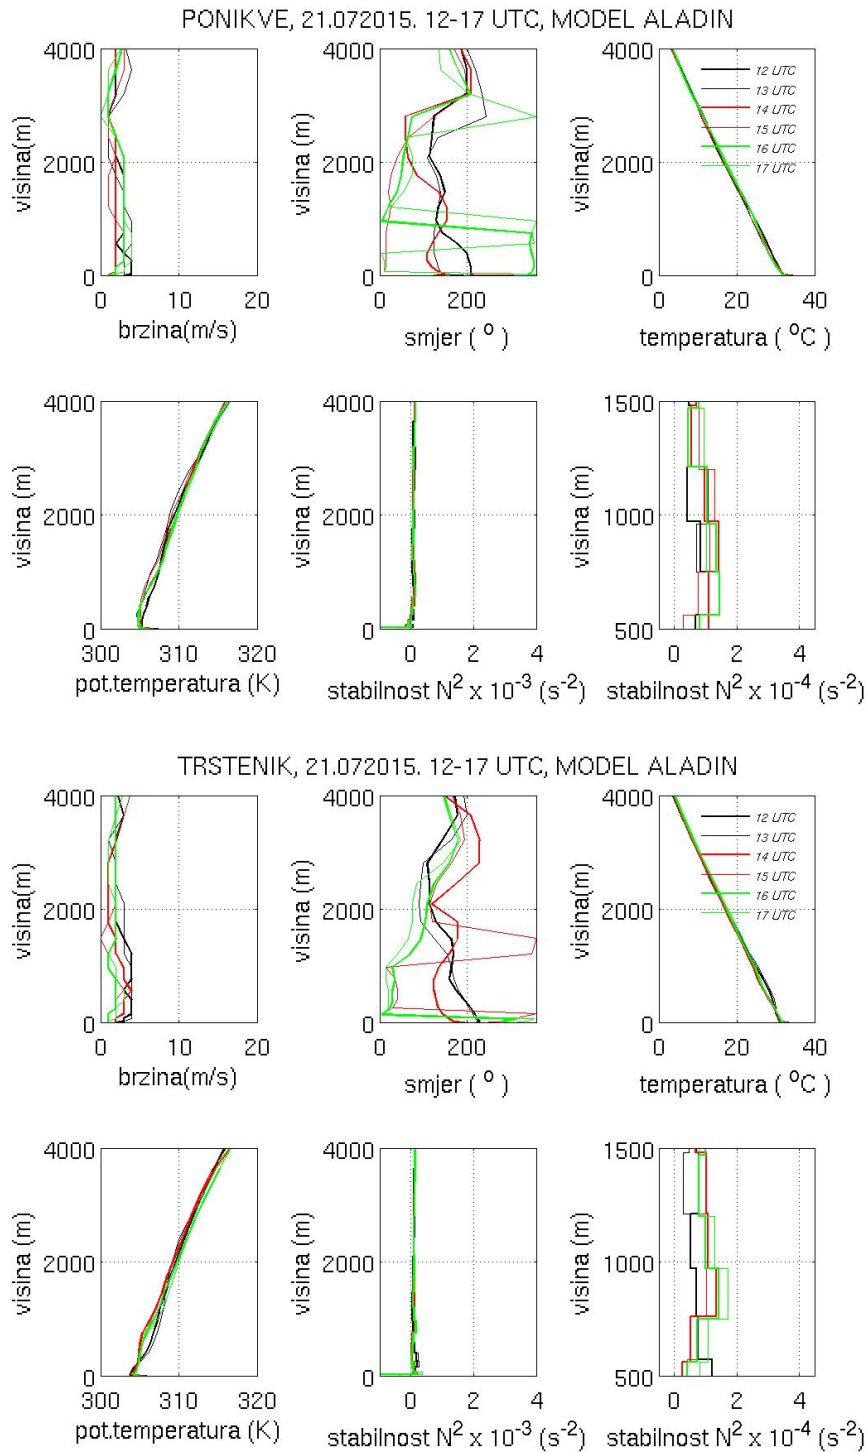 PONIKVE, 21.072015. 12-17 UTC, MODEL ALADIN
4000
2000
0
visina(m)
0 10 20
brzina(m/s)
4000
2000
0
visina(m)
0 200
smjer ( o )
4000
2000
0
visina(m)
12 UTC
13 UTC
14 UTC
15 UTC
16 UTC
17 UTC
0 20 40
temperatura ( oC )
4000
2000
0
visina (m)
300 310 320
pot.temperatura (K)
4000
2000
0
visina (m)
0 2 4
stabilnost N2 x 10-3 (s-2)
1500
1000
500
visina (m)
0 2 4
stabilnost N2 x 10-4 (s-2)
TRSTENIK, 21.072015. 12-17 UTC, MODEL ALADIN
4000
2000
0
visina(m)
0 10 20
brzina(m/s)
4000
2000
0
visina(m)
0 200
smjer ( o )
4000
2000
0
visina(m)
12 UTC
13 UTC
14 UTC
15 UTC
16 UTC
17 UTC
0 20 40
temperatura ( oC )
4000
2000
0
visina (m)
300 310 320
pot.temperatura (K)
4000
2000
0
visina (m)
0 2 4
stabilnost N2 x 10-3 (s-2)
1500
1000
500
visina (m)
0 2 4
stabilnost N2 x 10-4 (s-2)